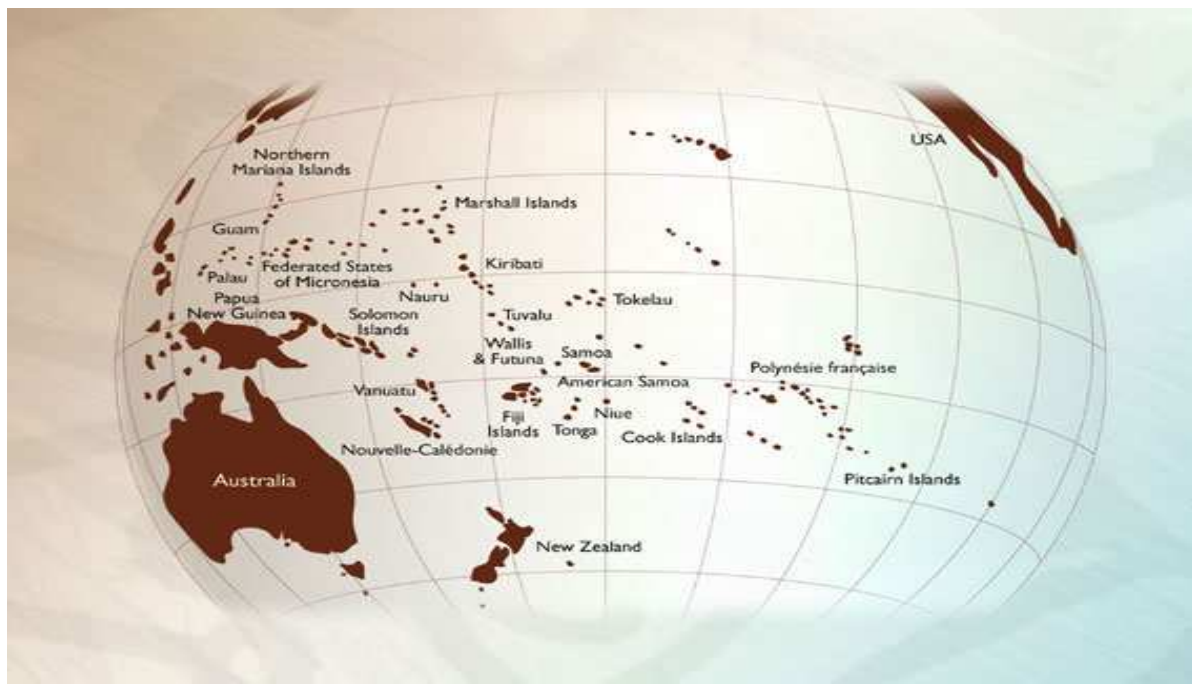 USA
Northern
Mariana Islands
Marshall Islands
Guam
Kiribati
Palau
Federated States
of Micronesia
Nauru
Tokelau
Papua
New Guinea
Solomon
Islands
Tuvalu
Wallis
& Futuna
Samoa
Polynésie française
American Samoa
Vanuatu
Fiji
Islands
Tonga
Niue
Cook Islands
Nouvelle-Calédonie
Australia
Pitcairn Islands
New Zealand